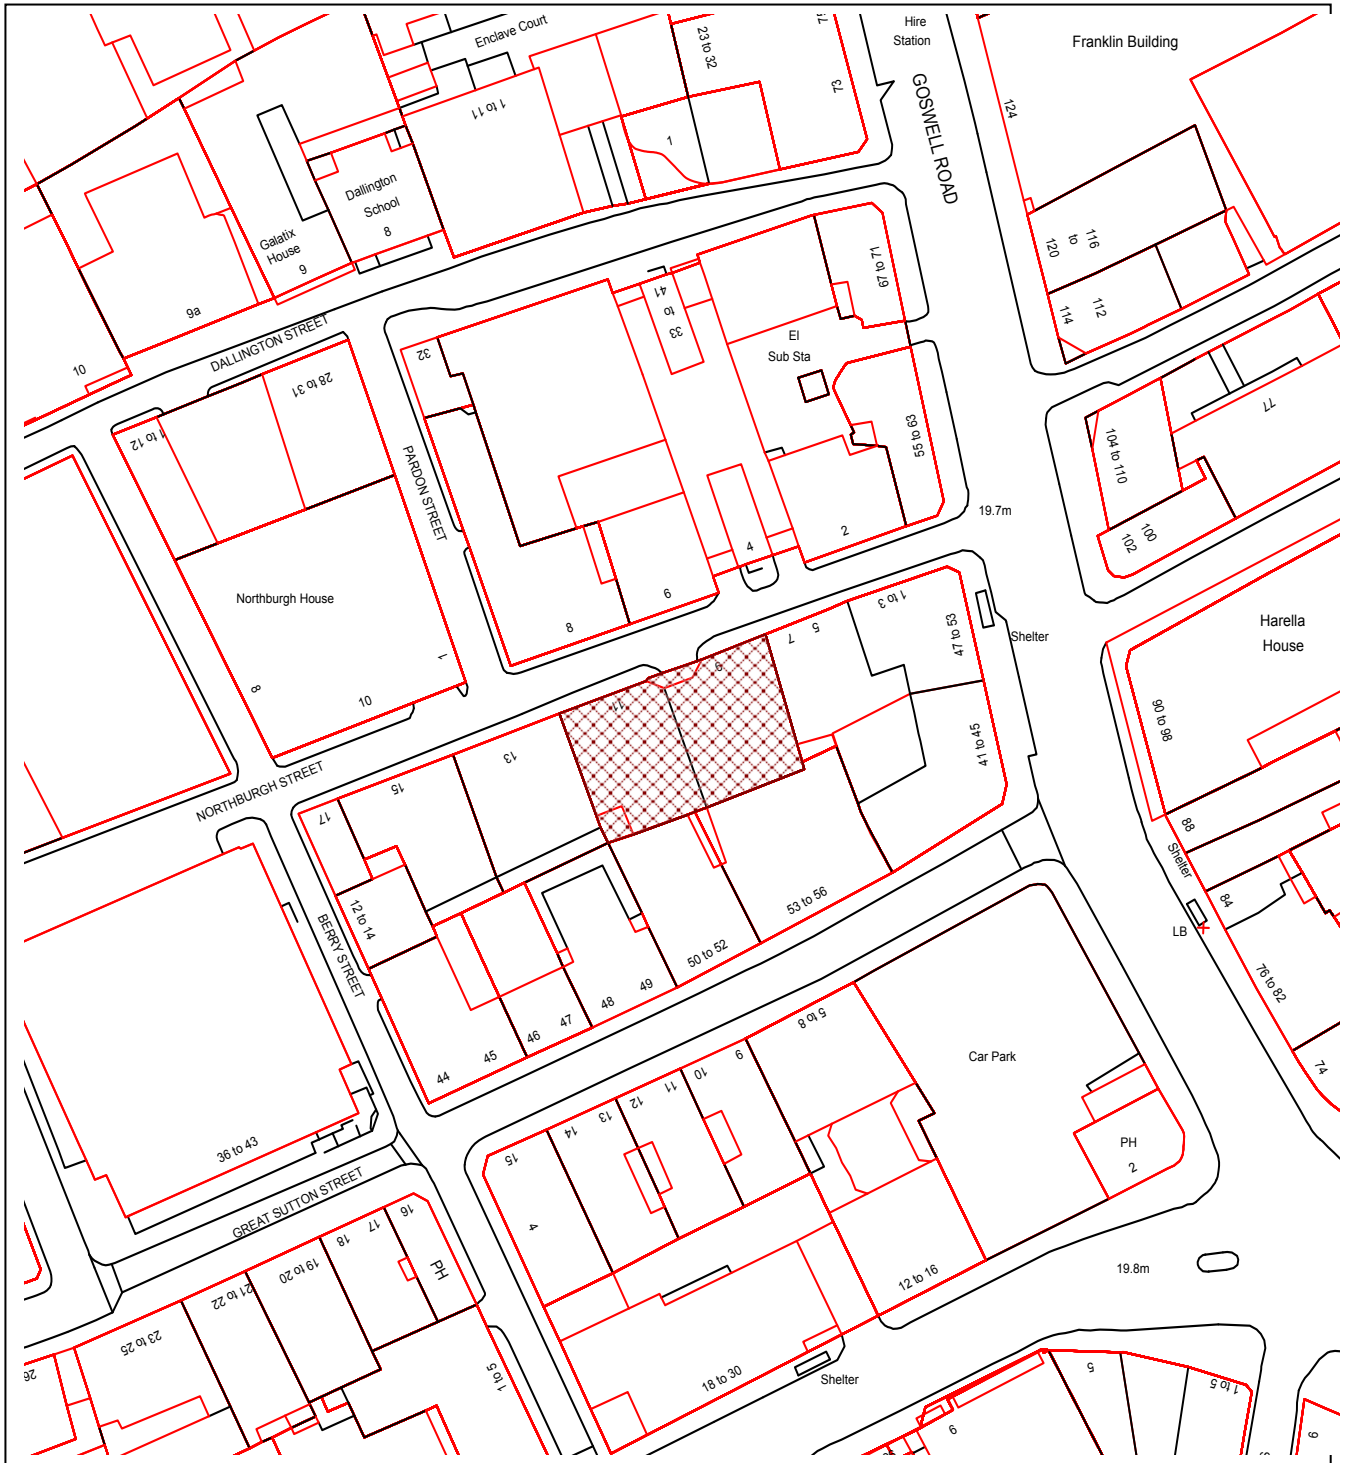 Enclave Court
23 to 32
75
Hire
Station
Franklin Building
GOSWELL ROAD
73
124
1 to 11
1
Dallington
School
8
Galatix
House
9
116
to
120
112
114
67 to 71
41
to
33
El
Sub Sta
9a
DALLINGTON STREET
10
32
28 to 31
1 to 12
77
104 to 110
55 to 63
PARDON STREET
100
102
19.7m
2
4
6
8
Northburgh House
1
8
10
1 to 3
5
7
47 to 53
Shelter
Harella
House
9
11
90 to 98
41 to 45
13
15
17
NORTHBURGH STREET
88
Shelter
84
LB
53 to 56
50 to 52
12 to 14
BERRY STREET
49
48
47
46
45
44
76 to 82
74
5 to 8
9
10
11
12
13
14
15
Car Park
PH
2
36 to 43
GREAT SUTTON STREET
4
16
17
18
19 to 20
21 to 22
23 to 25
26
PH
12 to 16
19.8m
18 to 30
Shelter
1 to 5
5
1 to 5
6
9